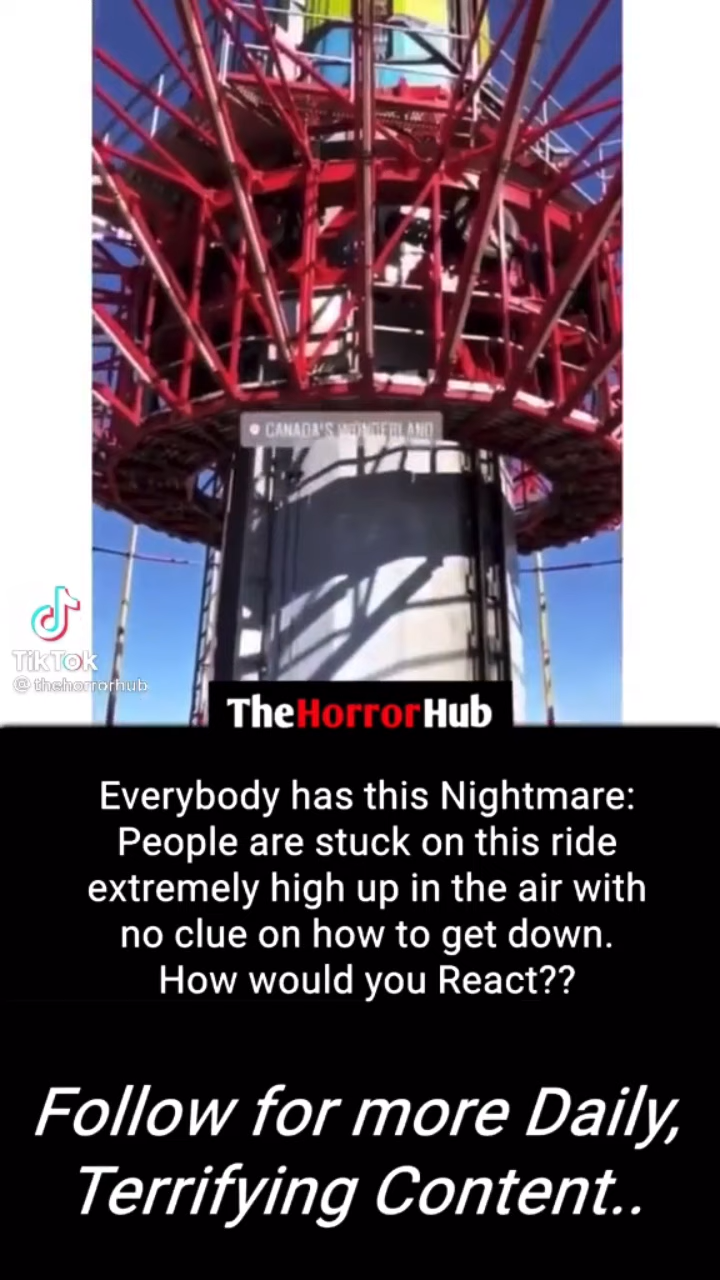 CANADA'S WONDERLAND
TikTok
@thehorrorhub
TheHorrorHub
Everybody has this Nightmare:
People are stuck on this ride
extremely high up in the air with
no clue on how to get down.
How would you React??
Follow for more Daily,
Terrifying Content..